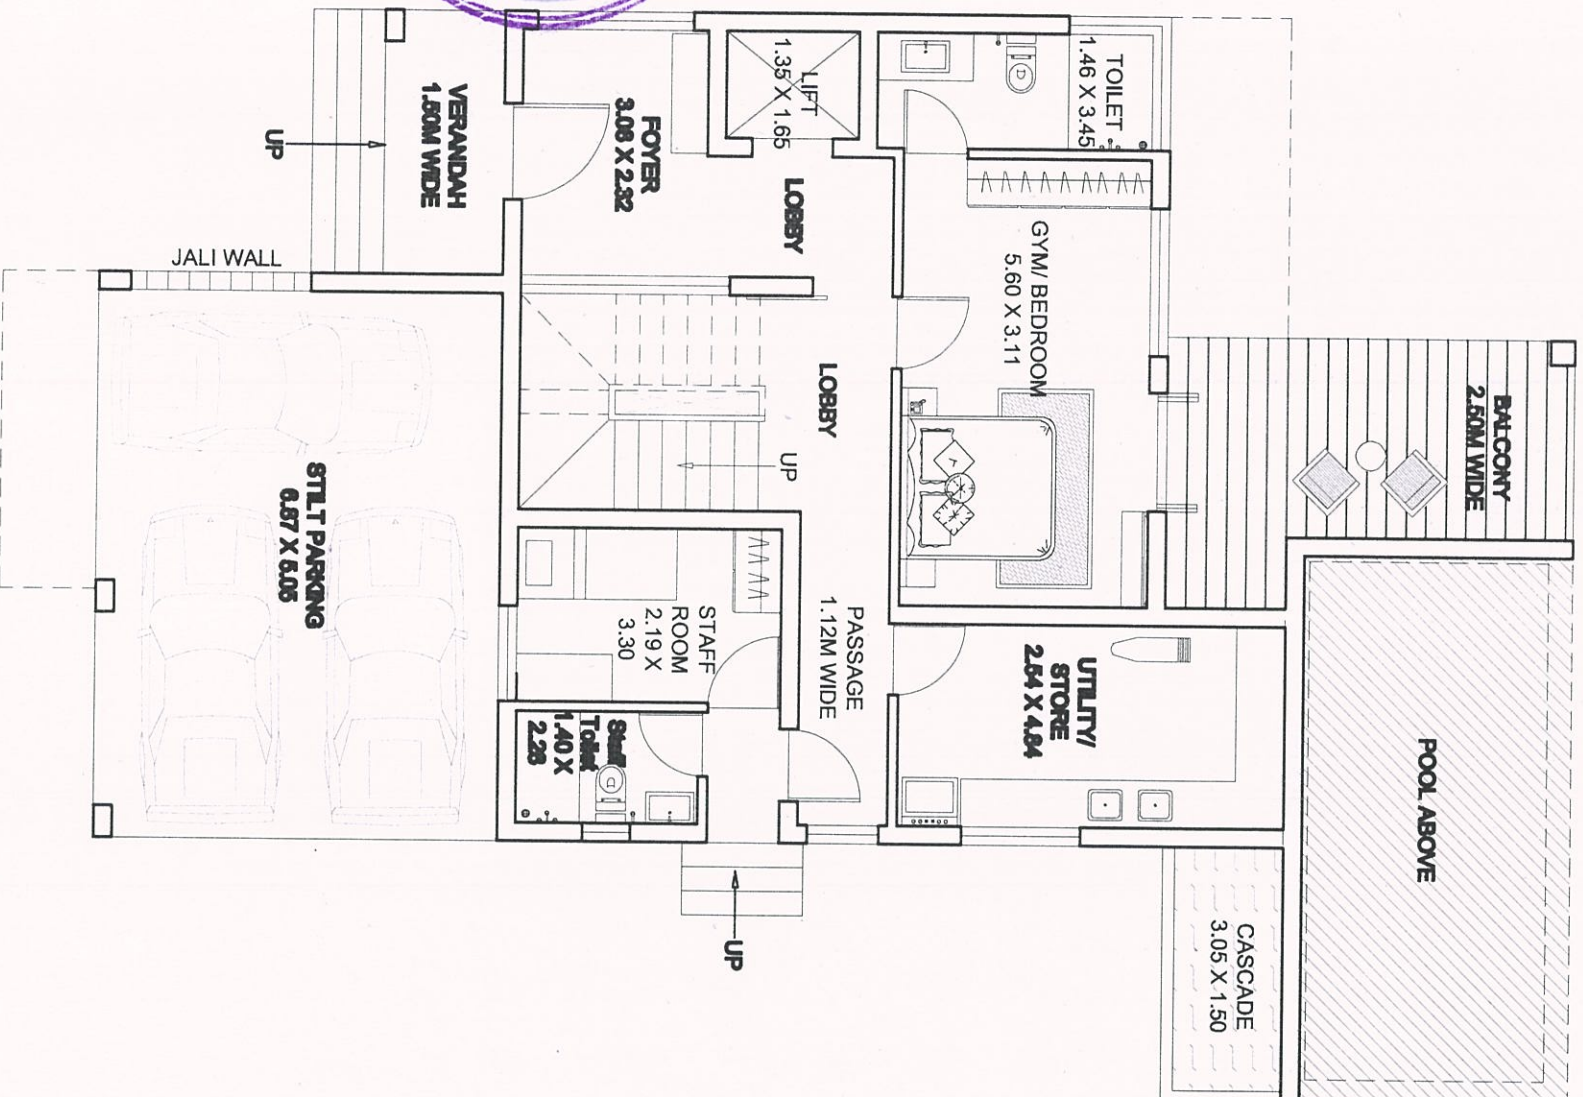 TOILET
1.46 X 3.45
LIFT
1.35 X 1.65
FOYER
3.08 X 2.32
VERANDAH
1.50M WIDE
UP
LOBBY
JALI WALL
GYM/ BEDROOM
5.60 X 3.11
BALCONY
2.50M WIDE
LOBBY
UP
STILT PARKING
6.87 X 5.05
STAFF
ROOM
2.19 X
3.30
PASSAGE
1.12M WIDE
UTILITY/
STORE
2.54 X 4.84
Staff
Toilet
1.40 X
2.28
POOL ABOVE
UP
CASCADE
3.05 X 1.50